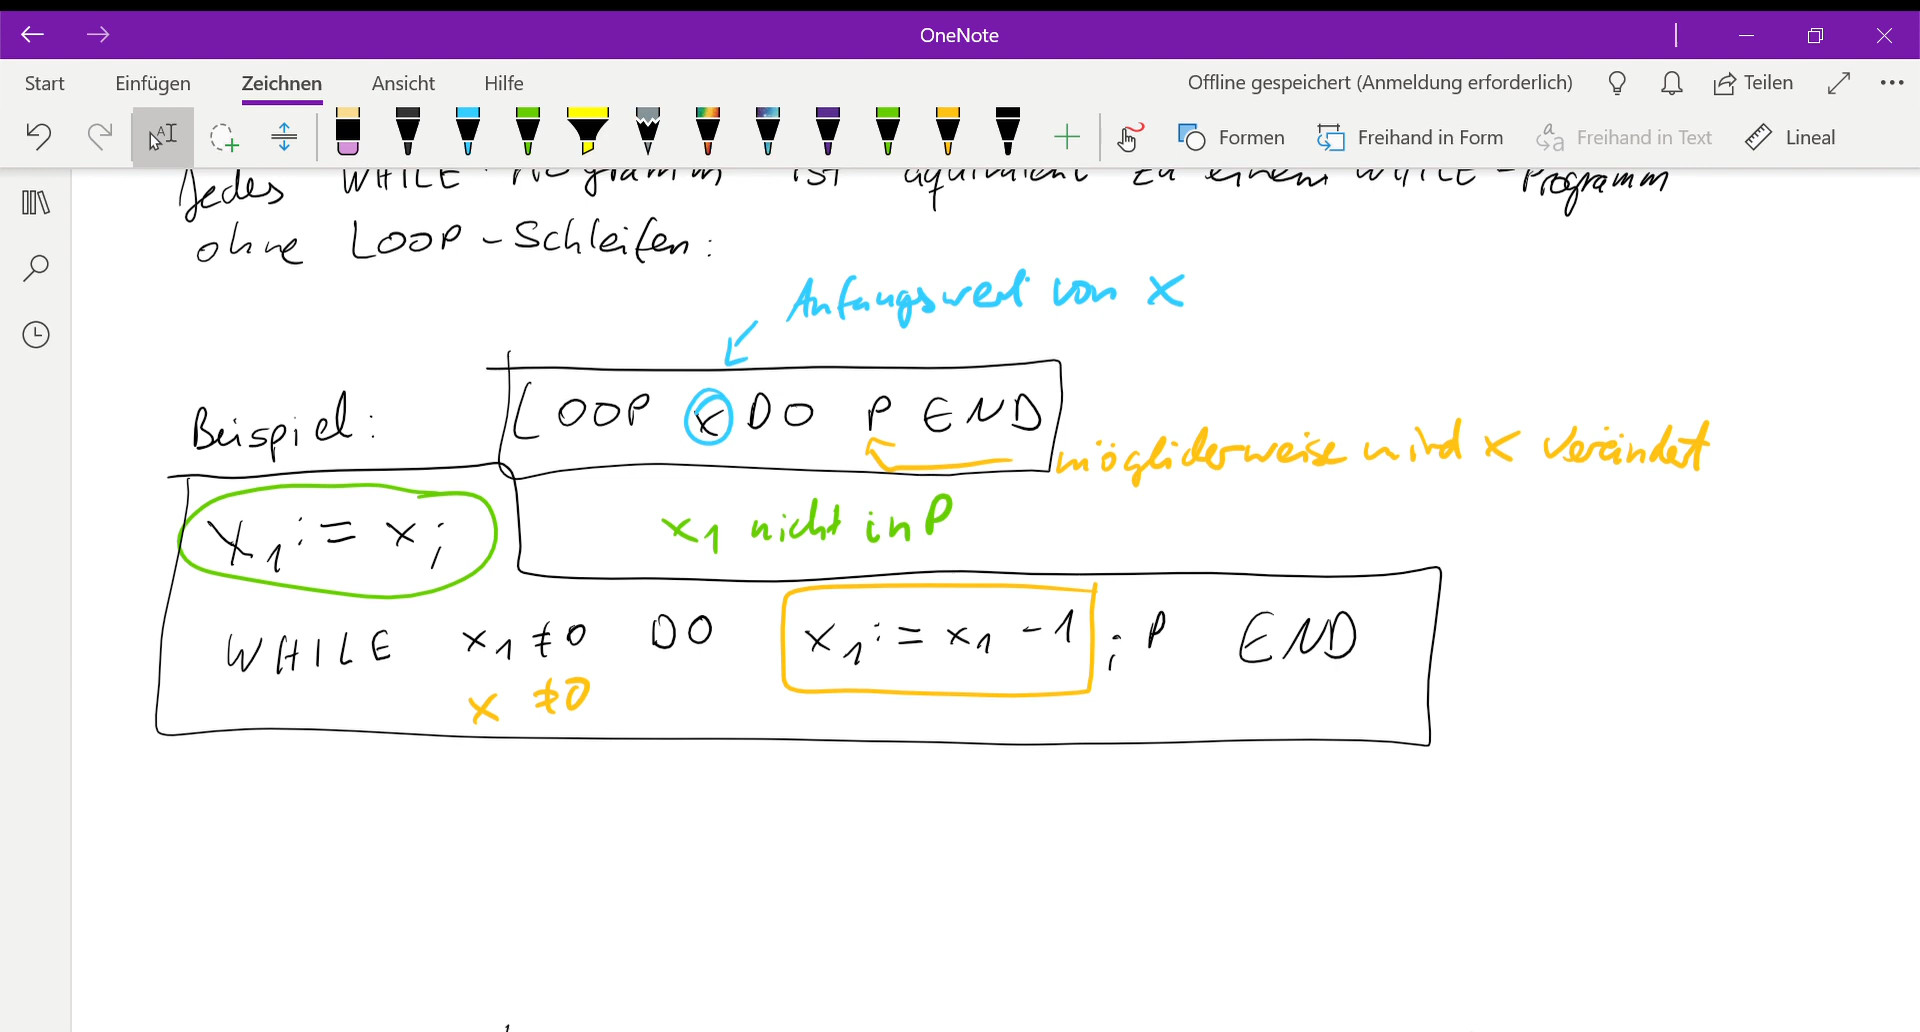 OneNote
Start Einfügen Zeichnen Ansicht Hilfe
Offline gespeichert (Anmeldung erforderlich) Teilen
Formen Freihand in Form Freihand in Text Lineal
Jedes WHILE-Programm ist äquivalent zu einem WHILE-Programm
ohne LOOP-Schleifen:
Anfangswert von x
Beispiel: LOOP x DO P END
möglicherweise wird x verändert
x₁ := x;
x₁ nicht in P
WHILE x₁ ≠ 0 DO x₁ := x₁ - 1 ; P END
x ≠ 0